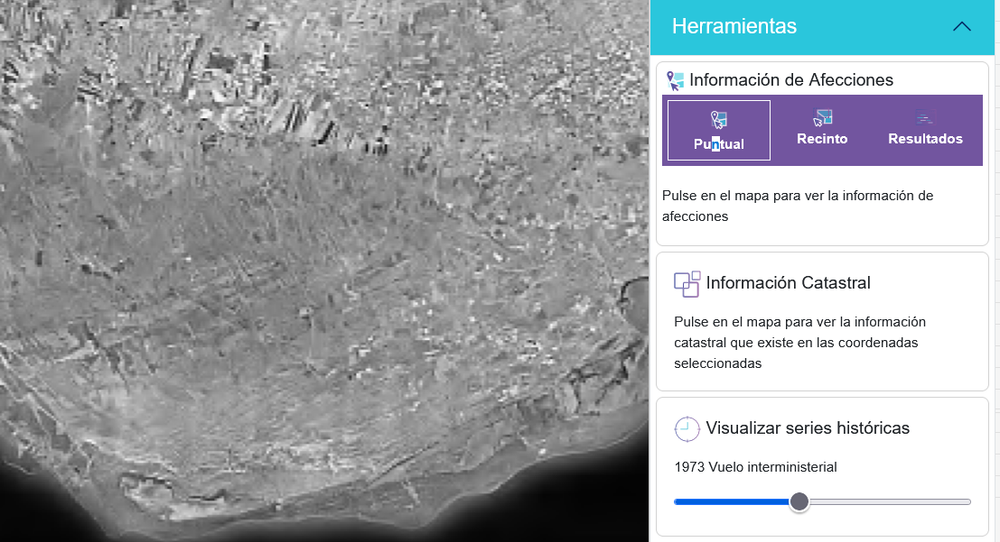 Herramientas
Información de Afecciones
Puntual
Recinto
Resultados
Pulse en el mapa para ver la información de
afecciones
Información Catastral
Pulse en el mapa para ver la información
catastral que existe en las coordenadas
seleccionadas
Visualizar series históricas
1973 Vuelo interministerial